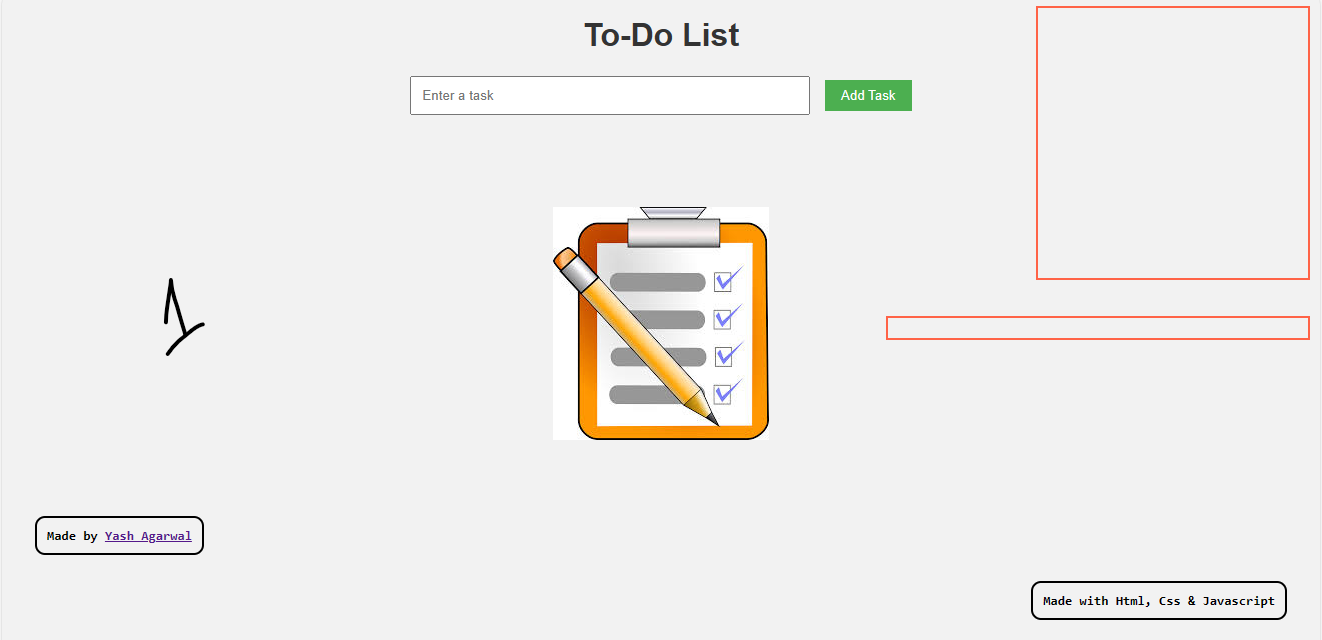 To-Do List
Enter a task
Add Task
Made by Yash Agarwal
Made with Html, Css & Javascript